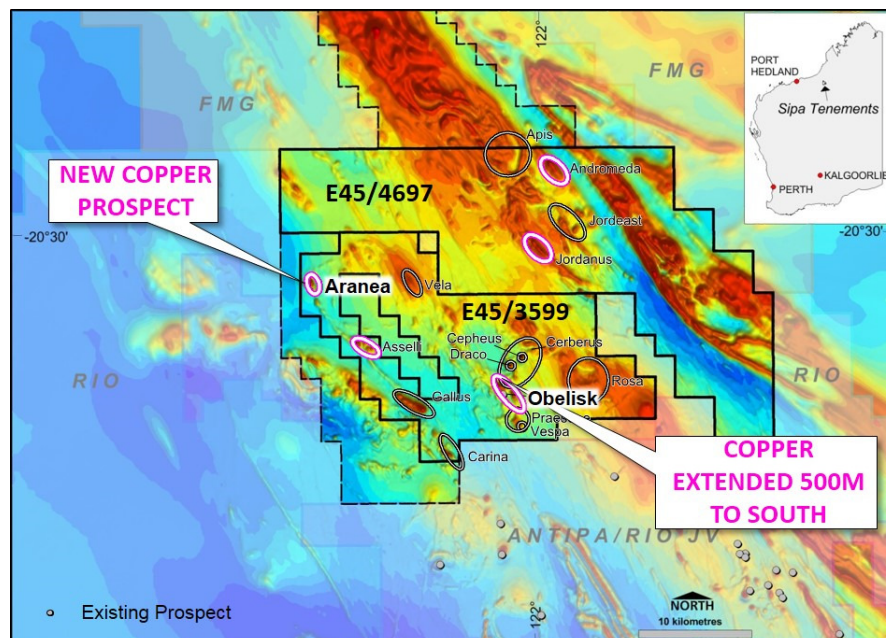 122°
FMG
FMG
PORT
HEDLAND
Sipa Tenements
KALGOORLIE
PERTH
Apis
NEW COPPER
PROSPECT
E45/4697
Andromeda
Jordeast
-20°30'
-20°30'
Jordanus
Aranea
Vela
E45/3599
Cepheus
Cerberus
Draco
Asselli
RIO
RIO
Rosa
Gallus
Obelisk
Vespa
Carina
COPPER
EXTENDED 500M
TO SOUTH
ANTIPA/RIO JV
122°
NORTH
10 kilometres
Existing Prospect